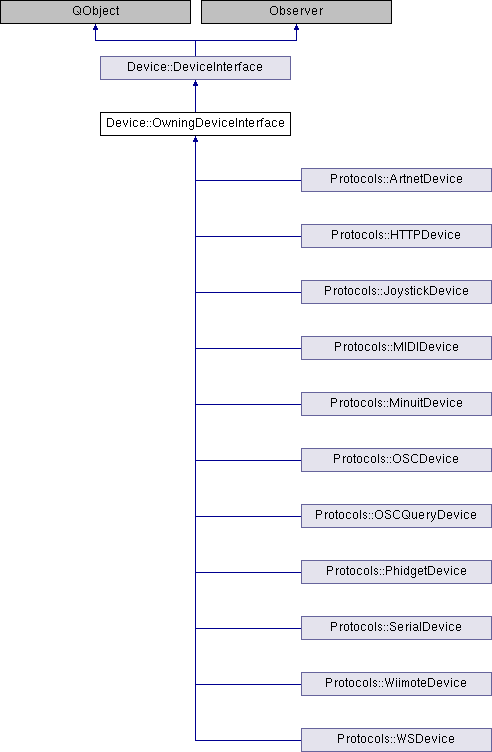 QObject
Observer
Device::DeviceInterface
Device::OwningDeviceInterface
Protocols::ArtnetDevice
Protocols::HTTPDevice
Protocols::JoystickDevice
Protocols::MIDIDevice
Protocols::MinuitDevice
Protocols::OSCDevice
Protocols::OSCQueryDevice
Protocols::PhidgetDevice
Protocols::SerialDevice
Protocols::WiimoteDevice
Protocols::WSDevice